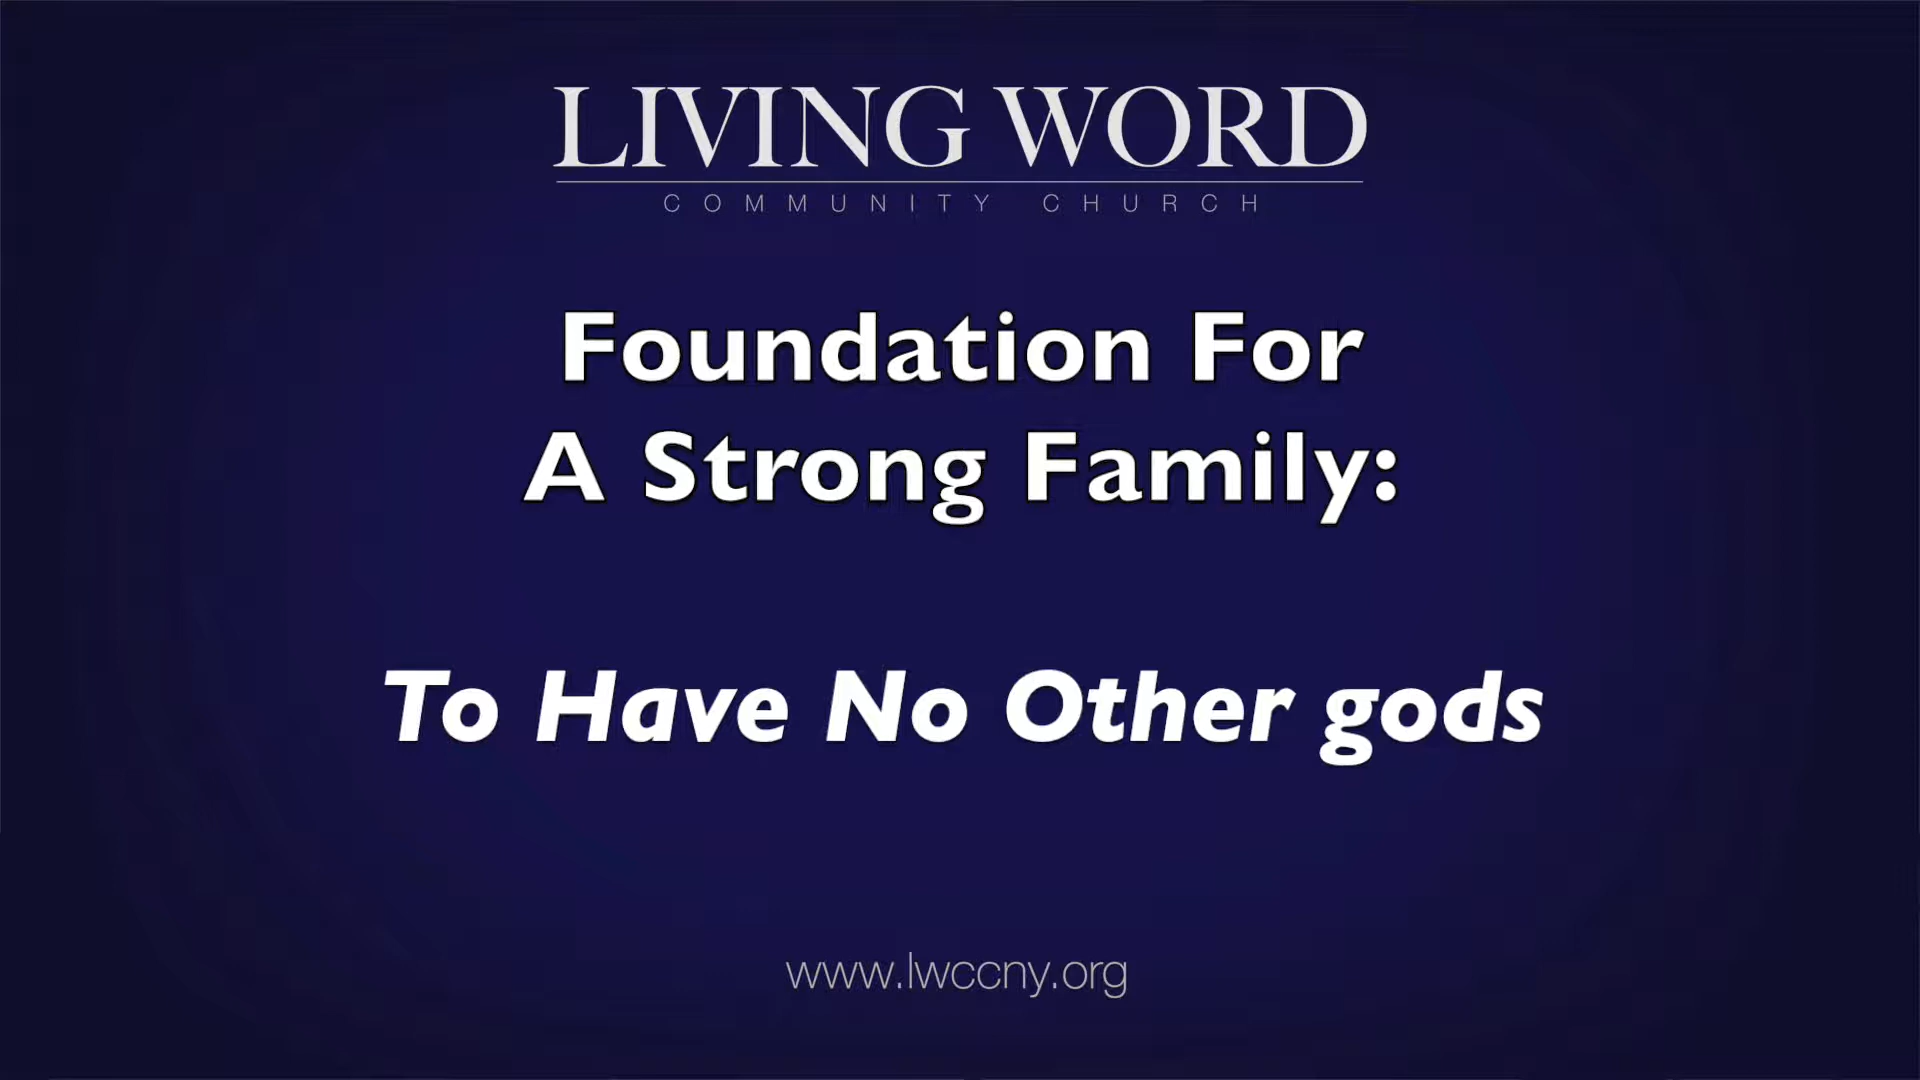 LIVING WORD
COMMUNITY CHURCH
Foundation For
A Strong Family:
To Have No Other gods
www.lwccny.org